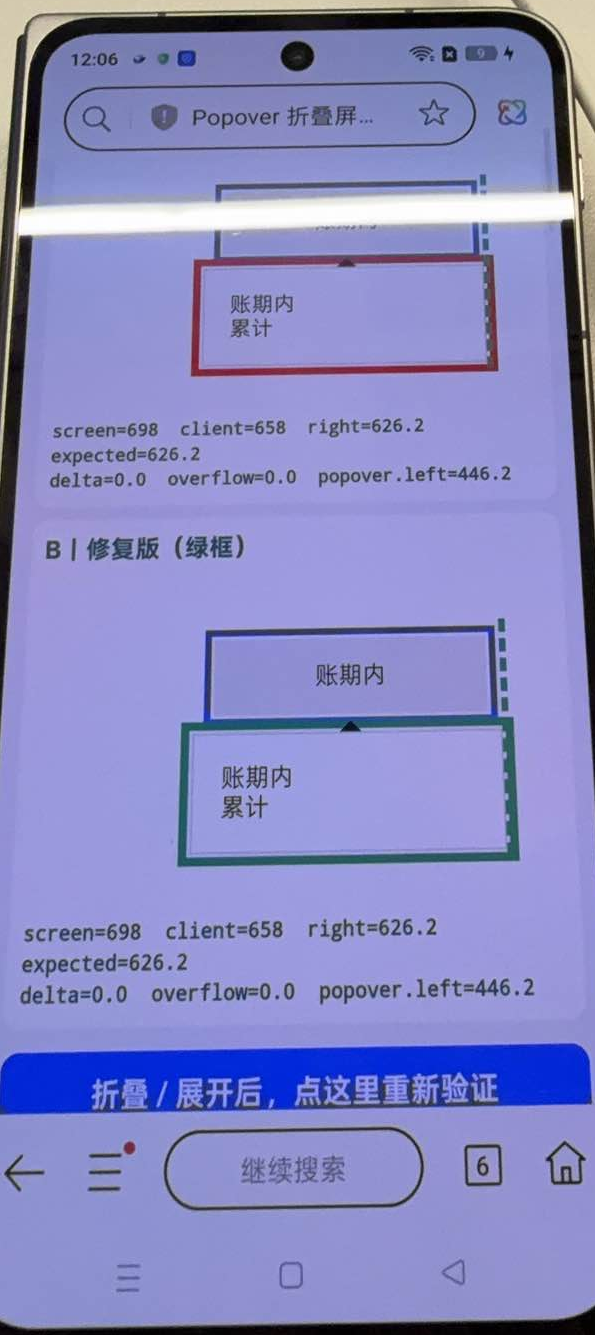 12:06
9
Popover 折叠屏...
账期内
账期内
累计
screen=698 client=658 right=626.2
expected=626.2
delta=0.0 overflow=0.0 popover.left=446.2
B | 修复版（绿框）
账期内
账期内
累计
screen=698 client=658 right=626.2
expected=626.2
delta=0.0 overflow=0.0 popover.left=446.2
折叠 / 展开后，点这里重新验证
继续搜索
6